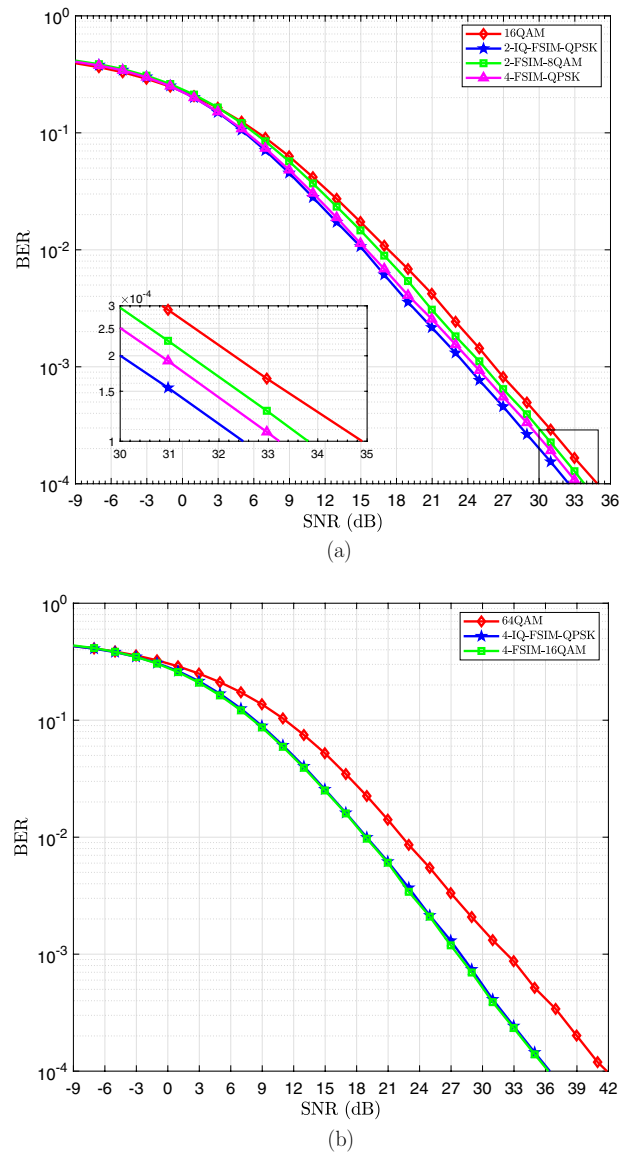 10^0
10^-1
10^-2
10^-3
10^-4
BER
16QAM
2-IQ-FSIM-QPSK
2-FSIM-8QAM
4-FSIM-QPSK
×10^-4
3
2.5
2
1.5
1
30 31 32 33 34 35
-9 -6 -3 0 3 6 9 12 15 18 21 24 27 30 33 36
SNR (dB)
(a)
10^0
10^-1
10^-2
10^-3
10^-4
BER
64QAM
4-IQ-FSIM-QPSK
4-FSIM-16QAM
-9 -6 -3 0 3 6 9 12 15 18 21 24 27 30 33 36 39 42
SNR (dB)
(b)